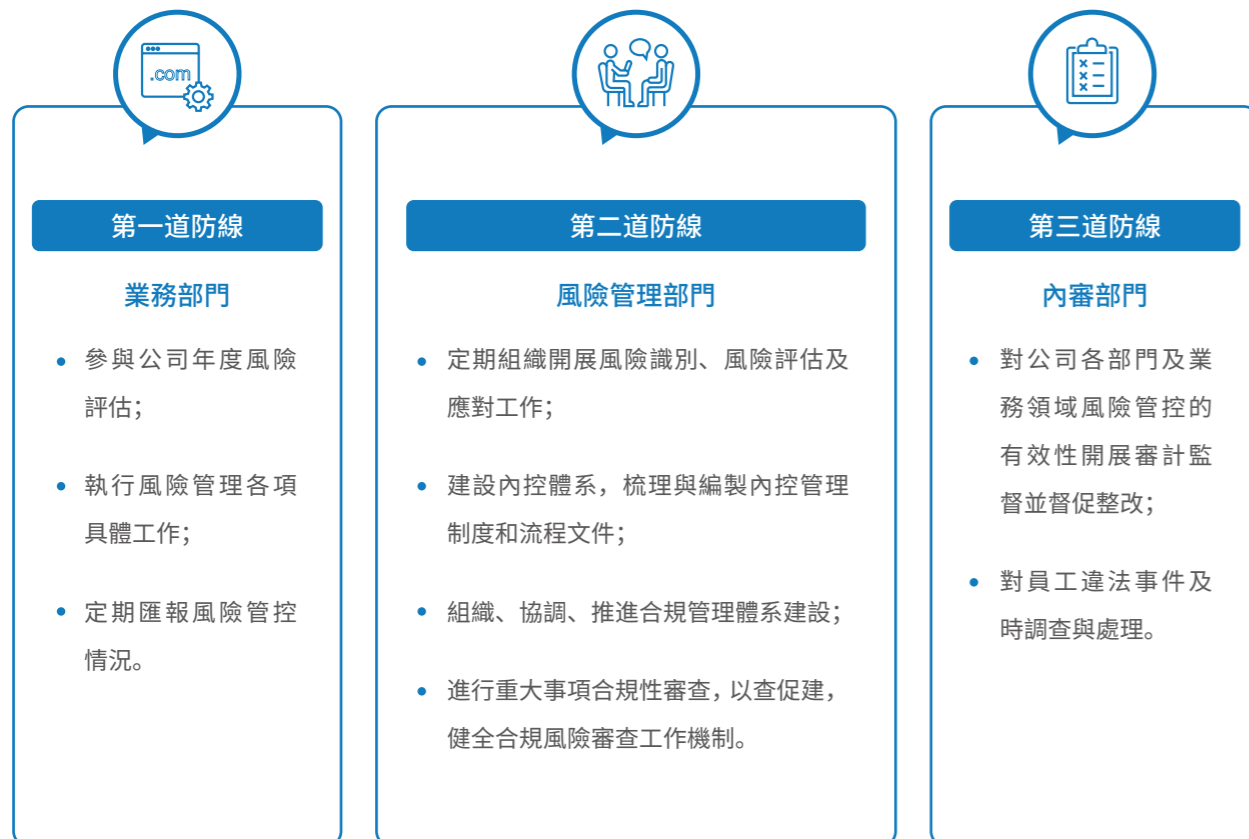 .com
第一道防線
業務部門
參與公司年度風險
評估；
執行風險管理各項
具體工作；
定期匯報風險管控
情況。
第二道防線
風險管理部門
定期組織開展風險識別、風險評估及
應對工作；
建設內控體系，梳理與編製內控管理
制度和流程文件；
組織、協調、推進合規管理體系建設；
進行重大事項合規性審查，以查促建，
健全合規風險審查工作機制。
第三道防線
內審部門
對公司各部門及業
務領域風險管控的
有效性開展審計監
督並督促整改；
對員工違法事件及
時調查與處理。